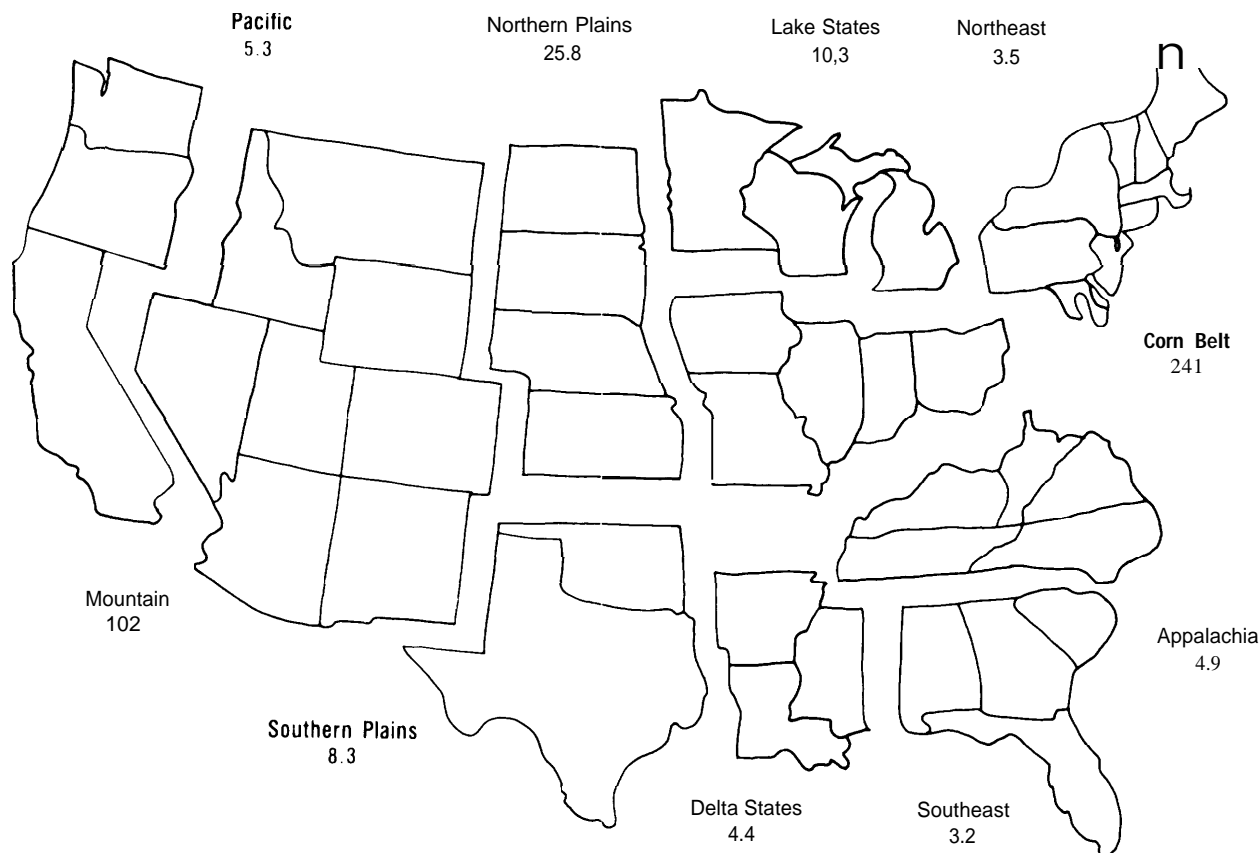 Pacific
5.3
Northern Plains
25.8
Lake States
10,3
Northeast
3.5
n
Corn Belt
241
Mountain
102
Appalachia
4.9
Southern Plains
8.3
Delta States
4.4
Southeast
3.2